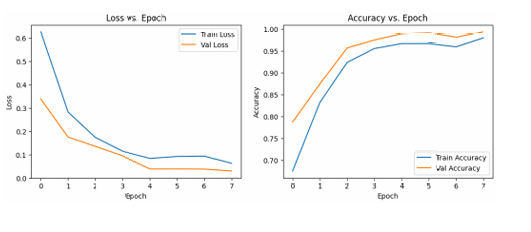 Loss vs. Epoch
Train Loss
Val Loss
0.6
0.5
0.4
0.3
0.2
0.1
0.0
Loss
0 1 2 3 4 5 6 7
Epoch
Accuracy vs. Epoch
1.00
0.95
0.90
0.85
0.80
0.75
0.70
Accuracy
Train Accuracy
Val Accuracy
0 1 2 3 4 5 6 7
Epoch